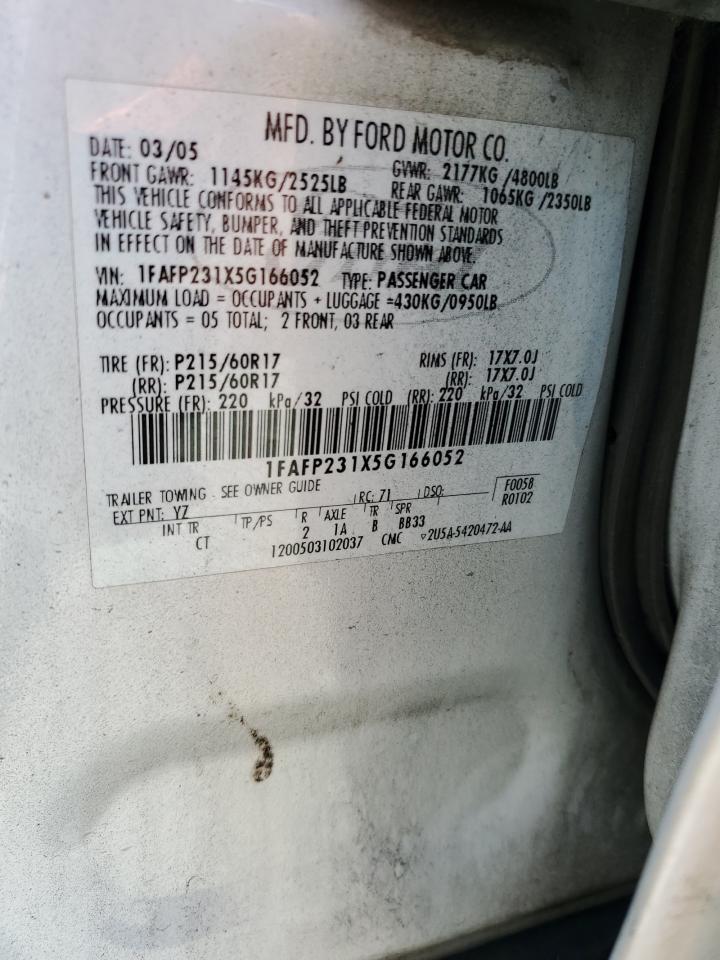 MFD. BY FORD MOTOR CO.
DATE: 03/05 GVWR: 2177KG /4800LB
FRONT GAWR: 1145KG/2525LB REAR GAWR: 1065KG /2350LB
THIS VEHICLE CONFORMS TO ALL APPLICABLE FEDERAL MOTOR
VEHICLE SAFETY, BUMPER, AND THEFT PREVENTION STANDARDS
IN EFFECT ON THE DATE OF MANUFACTURE SHOWN ABOVE.
VIN: 1FAFP231X5G166052 TYPE: PASSENGER CAR
MAXIMUM LOAD = OCCUPANTS + LUGGAGE =430KG/0950LB
OCCUPANTS = 05 TOTAL; 2 FRONT, 03 REAR
TIRE (FR): P215/60R17 RIMS (FR): 17X7.0J
(RR): P215/60R17 (RR): 17X7.0J
PRESSURE (FR): 220 kPa/32 PSI COLD (RR): 220 kPa/32 PSI COLD
1FAFP231X5G166052
TRAILER TOWING - SEE OWNER GUIDE F0058
EXT PNT: YZ RC: 71 DSO: R0102
INT TR TP/PS R AXLE TR SPR
CT 2 1A B BB33
1200503102037 CMC ▽2U5A-5420472-AA